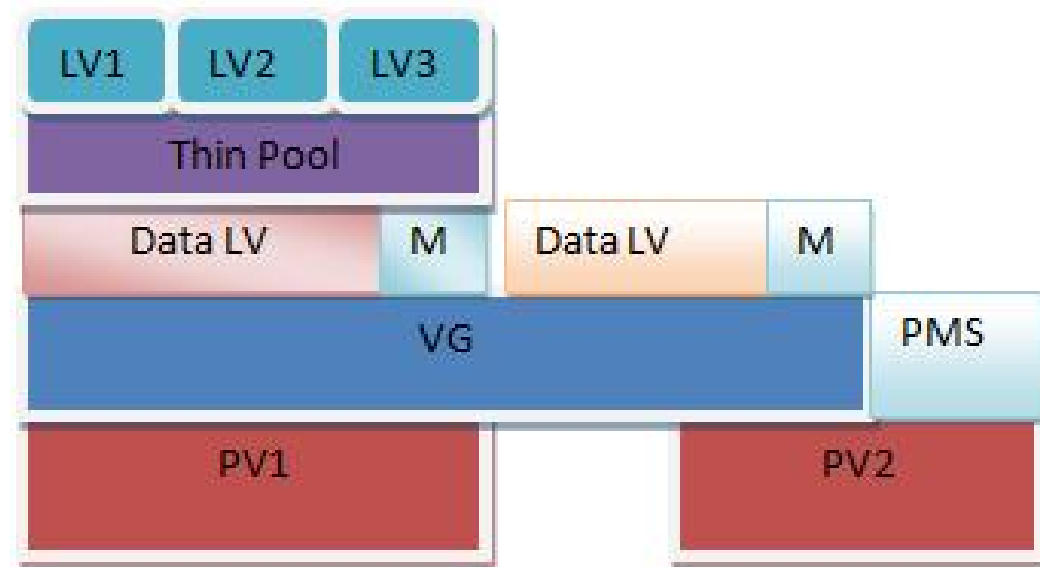 LV1 LV2 LV3
Thin Pool
Data LV M Data LV M
VG PMS
PV1 PV2